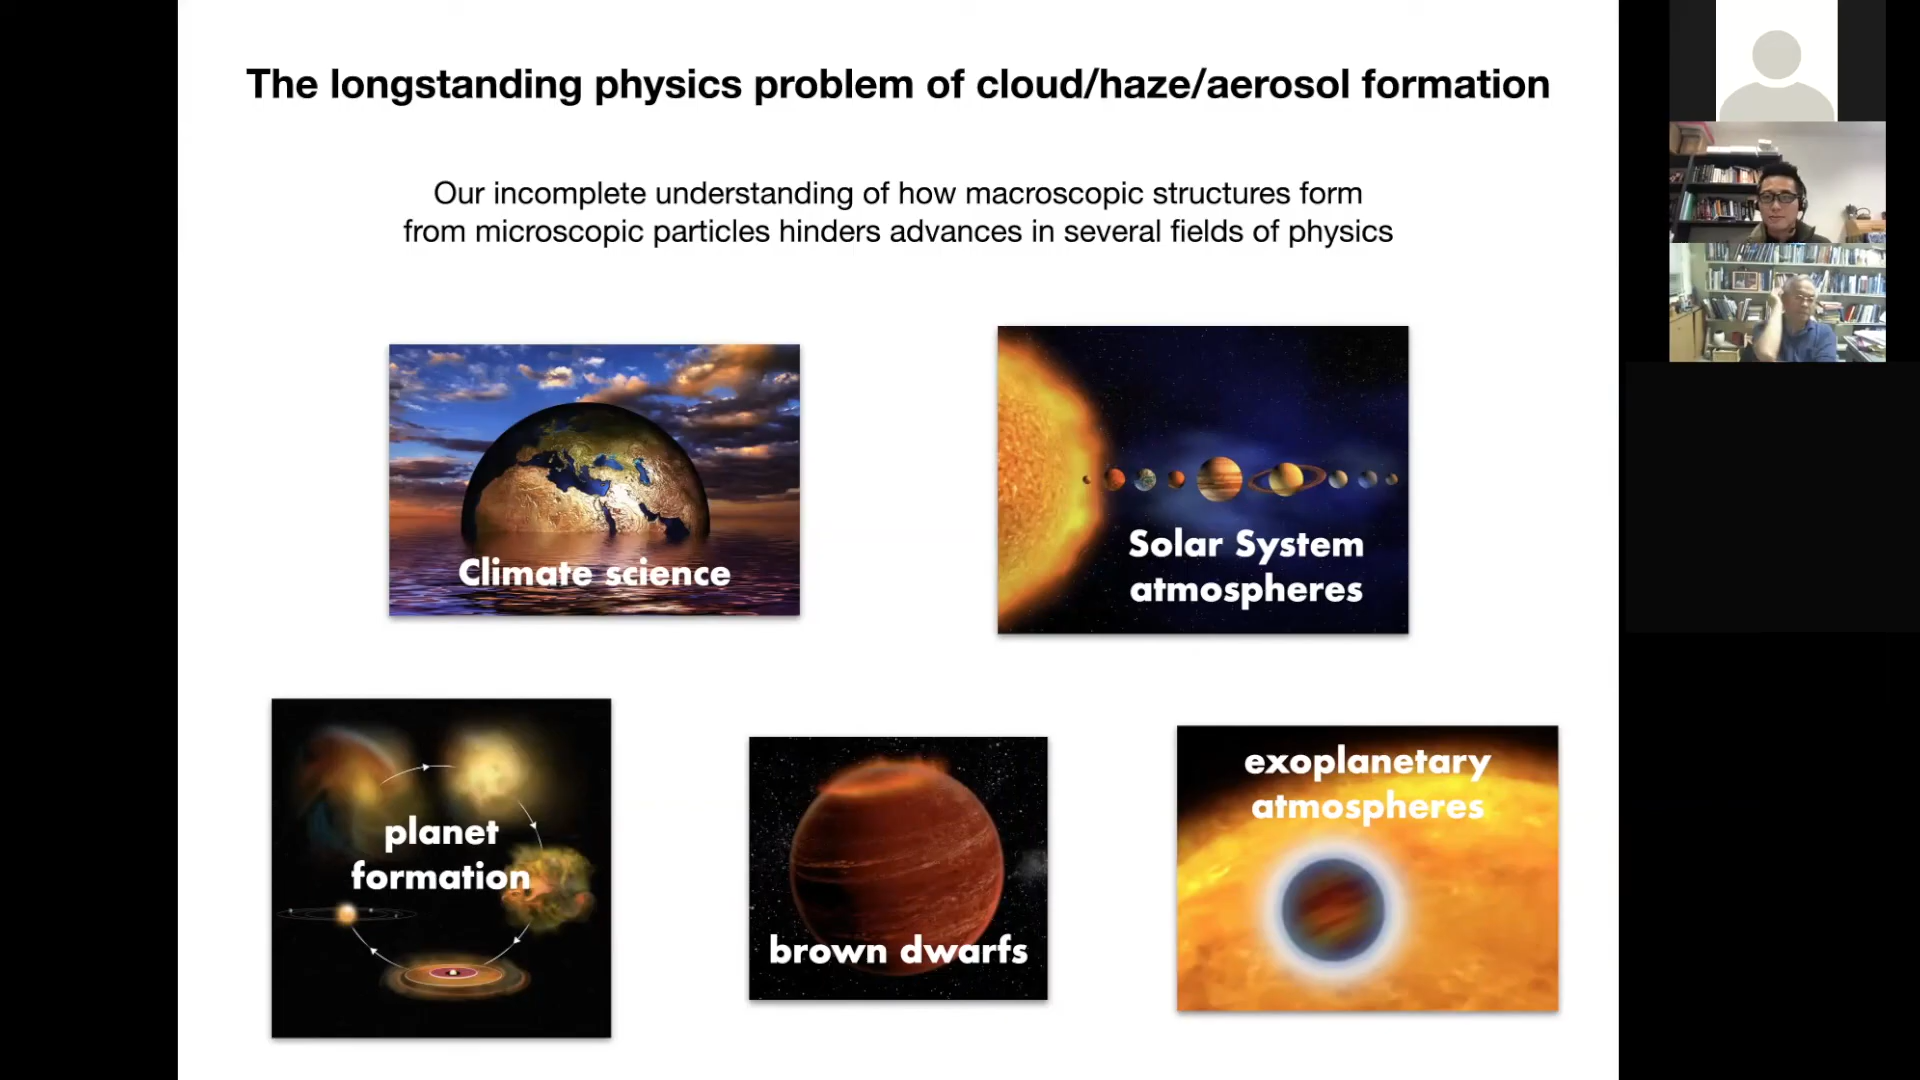 The longstanding physics problem of cloud/haze/aerosol formation
Our incomplete understanding of how macroscopic structures form
from microscopic particles hinders advances in several fields of physics
Climate science
Solar System
atmospheres
planet
formation
brown dwarfs
exoplanetary
atmospheres